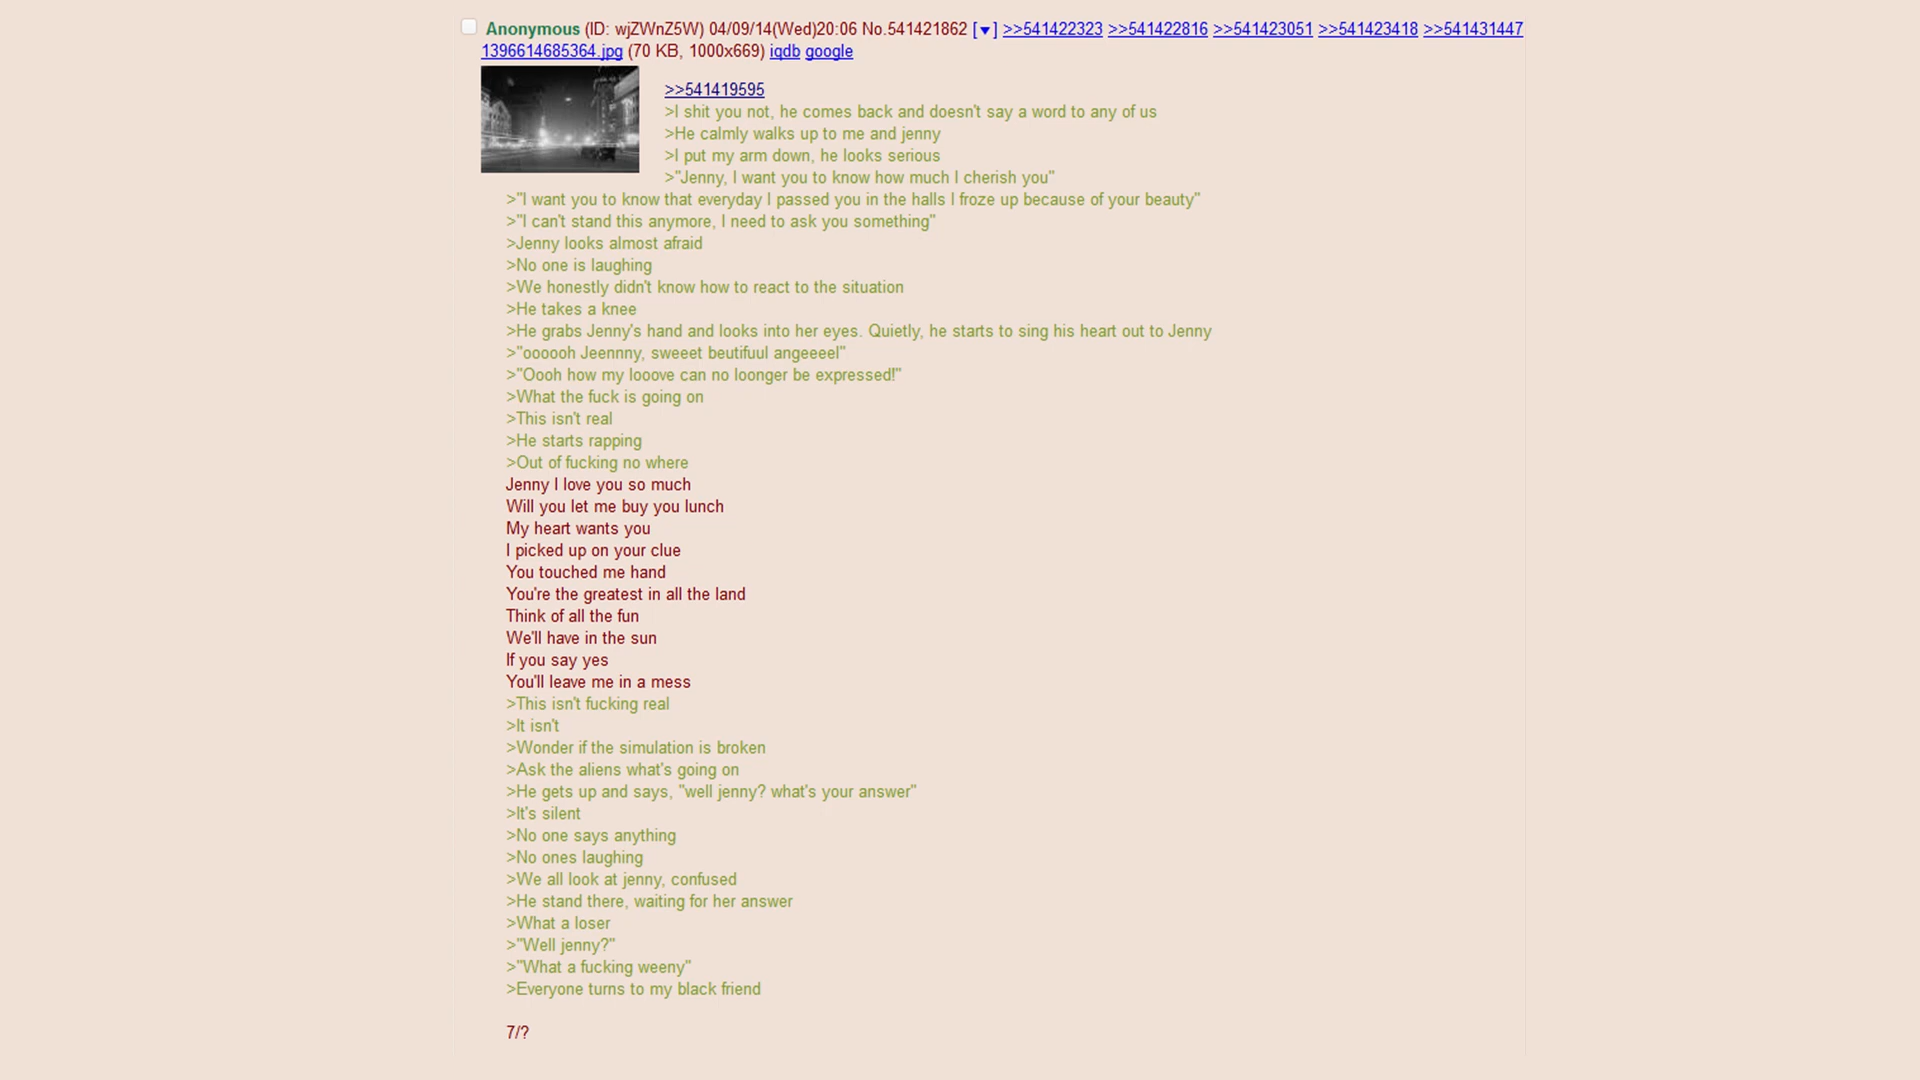 Anonymous (ID: wjZWnZ5W) 04/09/14(Wed)20:06 No.541421862 [▼] >>541422323 >>541422816 >>541423051 >>541423418 >>541431447
1396614685364.jpg (70 KB, 1000x669) iqdb google
>>541419595
>I shit you not, he comes back and doesn't say a word to any of us
>He calmly walks up to me and jenny
>I put my arm down, he looks serious
>"Jenny, I want you to know how much I cherish you"
>"I want you to know that everyday I passed you in the halls I froze up because of your beauty"
>"I can't stand this anymore, I need to ask you something"
>Jenny looks almost afraid
>No one is laughing
>We honestly didn't know how to react to the situation
>He takes a knee
>He grabs Jenny's hand and looks into her eyes. Quietly, he starts to sing his heart out to Jenny
>"oooooh Jeennny, sweeet beutifuul angeeeel"
>"Oooh how my looove can no loonger be expressed!"
>What the fuck is going on
>This isn't real
>He starts rapping
>Out of fucking no where
Jenny I love you so much
Will you let me buy you lunch
My heart wants you
I picked up on your clue
You touched me hand
You're the greatest in all the land
Think of all the fun
We'll have in the sun
If you say yes
You'll leave me in a mess
>This isn't fucking real
>It isn't
>Wonder if the simulation is broken
>Ask the aliens what's going on
>He gets up and says, "well jenny? what's your answer"
>It's silent
>No one says anything
>No ones laughing
>We all look at jenny, confused
>He stand there, waiting for her answer
>What a loser
>"Well jenny?"
>"What a fucking weeny"
>Everyone turns to my black friend
7/?